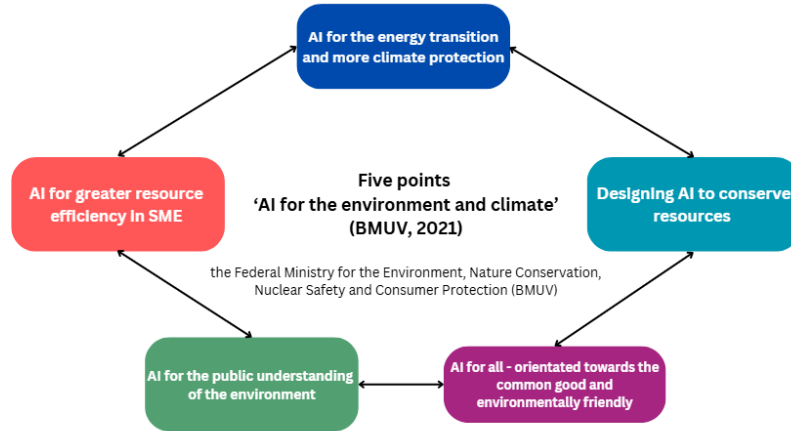 AI for the energy transition
and more climate protection
AI for greater resource
efficiency in SME
Five points
‘AI for the environment and climate’
(BMUV, 2021)
Designing AI to conserve
resources
the Federal Ministry for the Environment, Nature Conservation,
Nuclear Safety and Consumer Protection (BMUV)
AI for the public understanding
of the environment
AI for all - orientated towards the
common good and
environmentally friendly